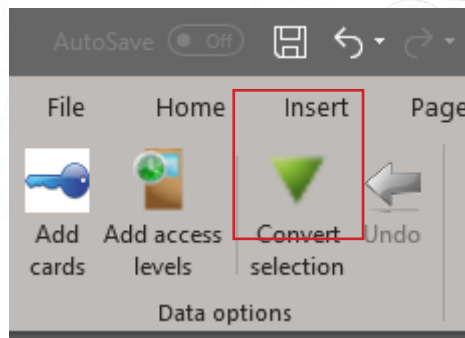 AutoSave Off
File Home Insert Page
Add cards
Add access levels
Convert selection
Undo
Data options